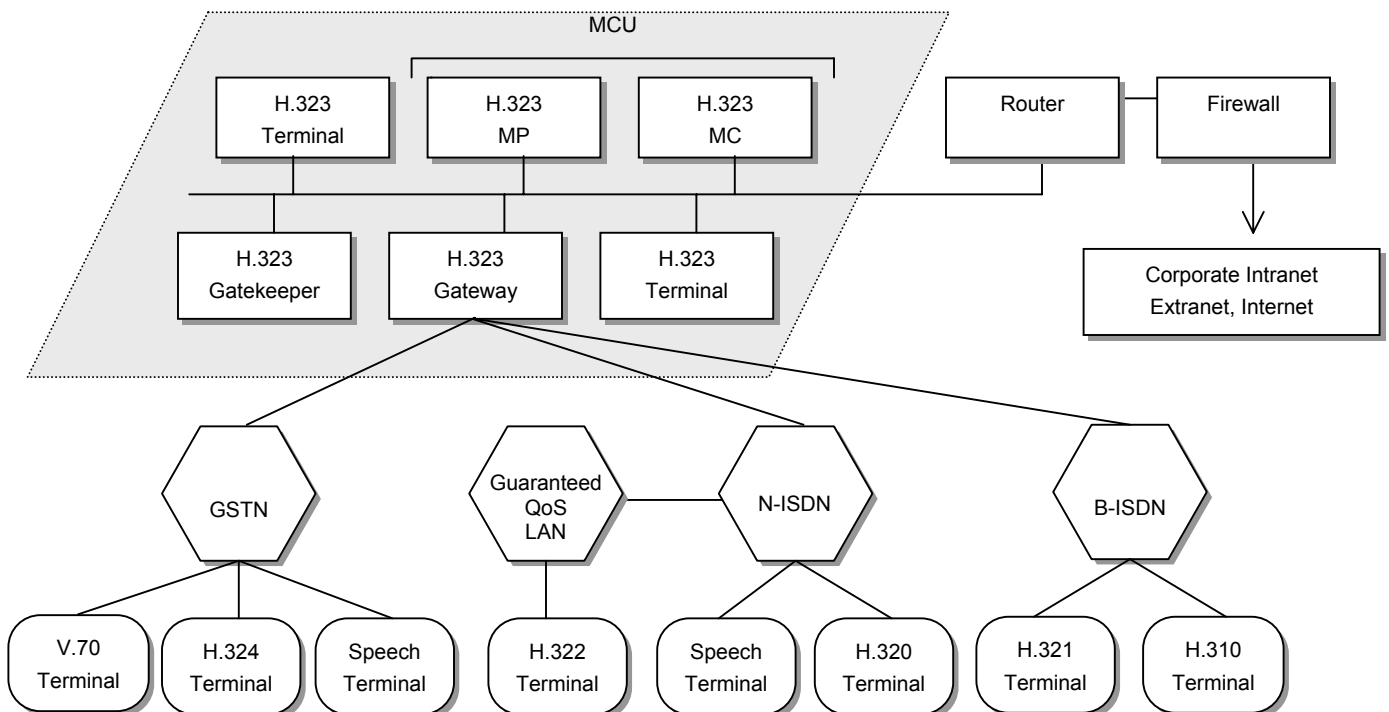 MCU
H.323
Terminal
H.323
MP
H.323
MC
Router
Firewall
H.323
Gatekeeper
H.323
Gateway
H.323
Terminal
Corporate Intranet
Extranet, Internet
GSTN
Guaranteed
QoS
LAN
N-ISDN
B-ISDN
V.70
Terminal
H.324
Terminal
Speech
Terminal
H.322
Terminal
Speech
Terminal
H.320
Terminal
H.321
Terminal
H.310
Terminal